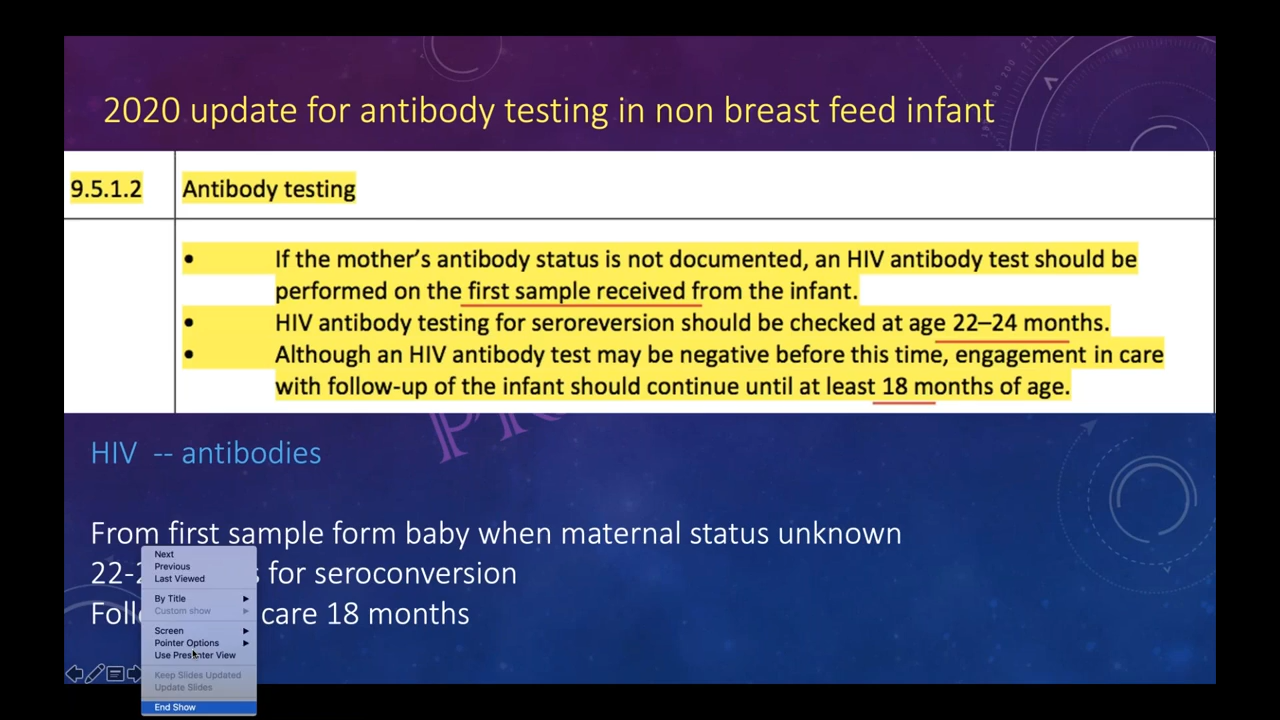 2020 update for antibody testing in non breast feed infant
9.5.1.2 Antibody testing
• If the mother's antibody status is not documented, an HIV antibody test should be
performed on the first sample received from the infant.
• HIV antibody testing for seroreversion should be checked at age 22–24 months.
• Although an HIV antibody test may be negative before this time, engagement in care
with follow-up of the infant should continue until at least 18 months of age.
HIV -- antibodies
From first sample form baby when maternal status unknown
22- for seroconversion
care 18 months
Next
Previous
Last Viewed
By Title
Custom show
Screen
Pointer Options
Use Presenter View
Keep Slides Updated
Update Slides
End Show